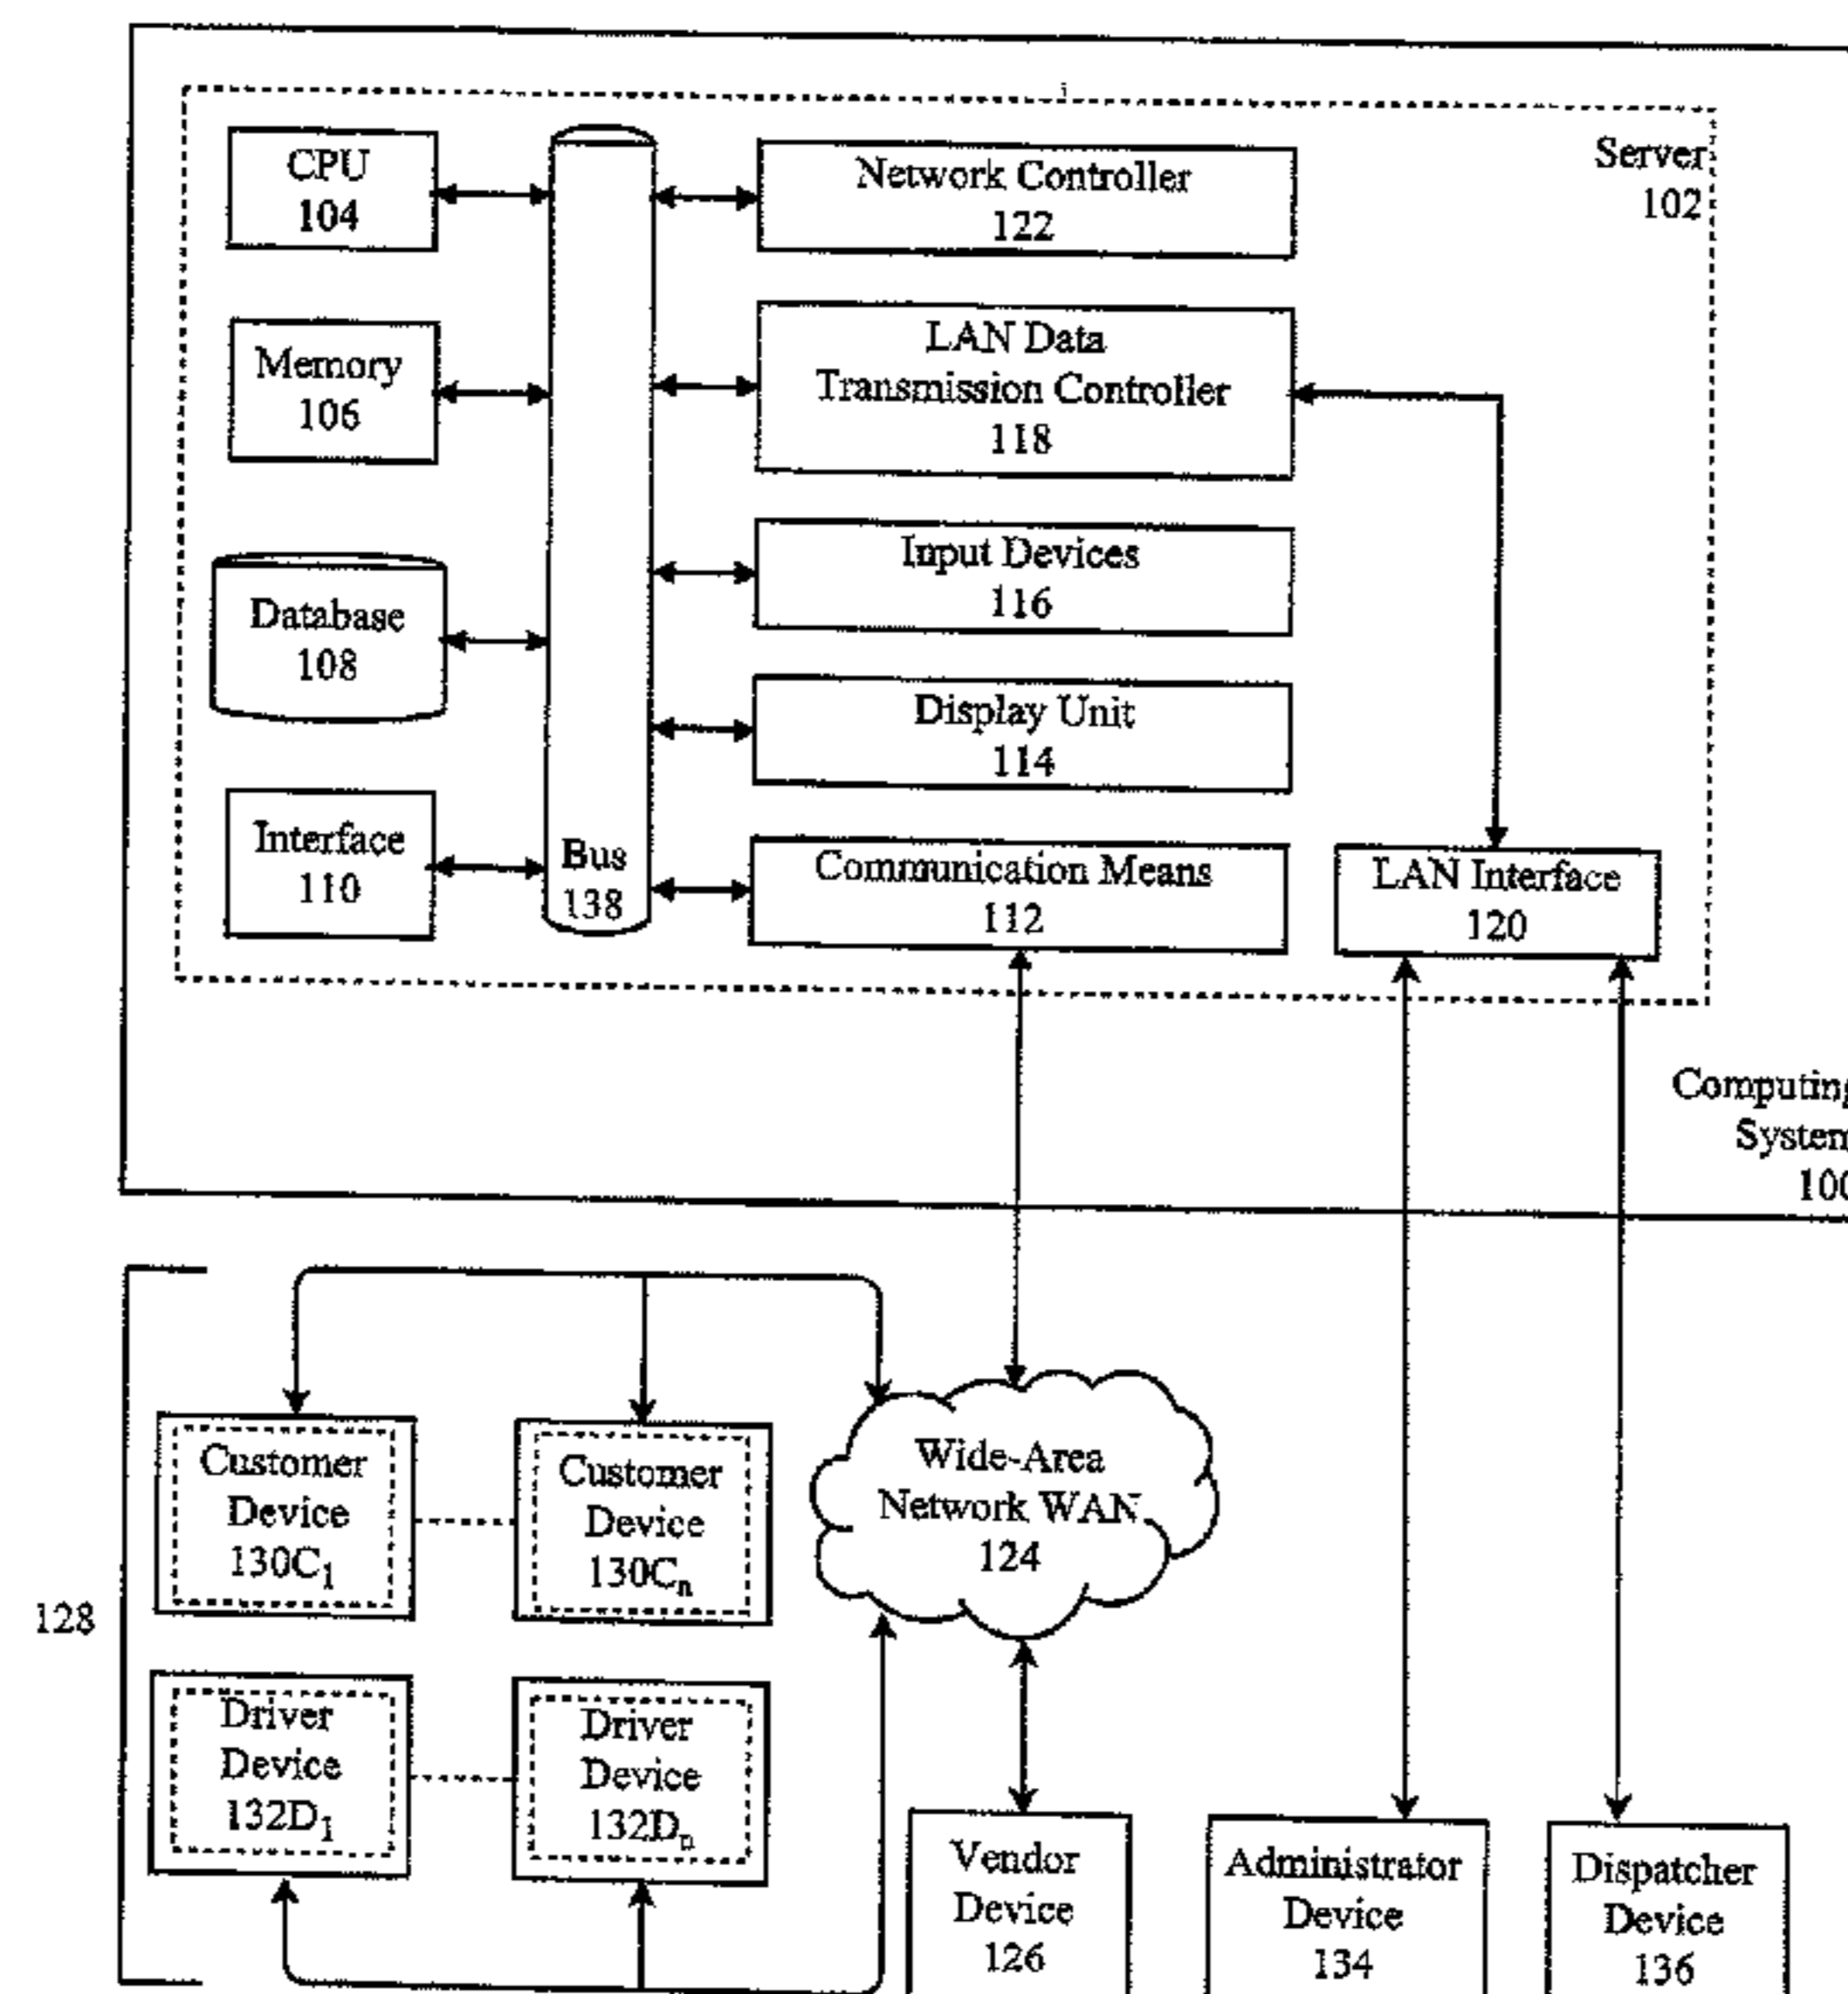 CPU
104
Network Controller
122
Server
102
Memory
106
LAN Data
Transmission Controller
118
Input Devices
116
Database
108
Display Unit
114
Interface
110
Bus
138
Communication Means
112
LAN Interface
120
Computing
System
100
Customer
Device
130C₁
Customer
Device
130Cₙ
Wide-Area
Network WAN
124
128
Driver
Device
132D₁
Driver
Device
132Dₙ
Vendor
Device
126
Administrator
Device
134
Dispatcher
Device
136